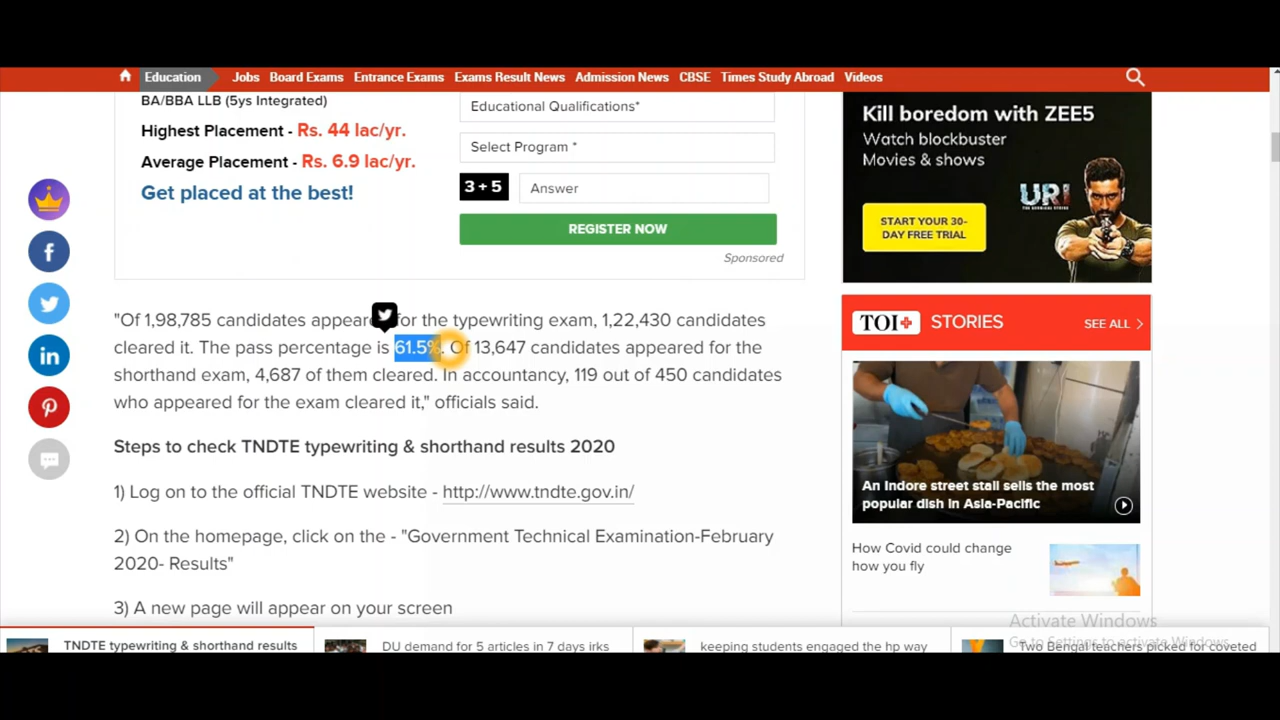 Education Jobs Board Exams Entrance Exams Exams Result News Admission News CBSE Times Study Abroad Videos
BA/BBA LLB (5ys Integrated)
Highest Placement - Rs. 44 lac/yr.
Average Placement - Rs. 6.9 lac/yr.
Get placed at the best!
Educational Qualifications*
Select Program *
3 + 5 Answer
REGISTER NOW
Sponsored
Kill boredom with ZEE5
Watch blockbuster
Movies & shows
URI
START YOUR 30-
DAY FREE TRIAL
"Of 1,98,785 candidates appeared for the typewriting exam, 1,22,430 candidates
cleared it. The pass percentage is 61.5%. Of 13,647 candidates appeared for the
shorthand exam, 4,687 of them cleared. In accountancy, 119 out of 450 candidates
who appeared for the exam cleared it," officials said.
Steps to check TNDTE typewriting & shorthand results 2020
1) Log on to the official TNDTE website - http://www.tndte.gov.in/
2) On the homepage, click on the - "Government Technical Examination-February
2020- Results"
3) A new page will appear on your screen
TOI+ STORIES SEE ALL
An Indore street stall sells the most
popular dish in Asia-Pacific
How Covid could change
how you fly
Activate Windows
Go to Settings to activate Windows.
TNDTE typewriting & shorthand results
DU demand for 5 articles in 7 days irks
keeping students engaged the hp way
Two Bengal teachers picked for coveted